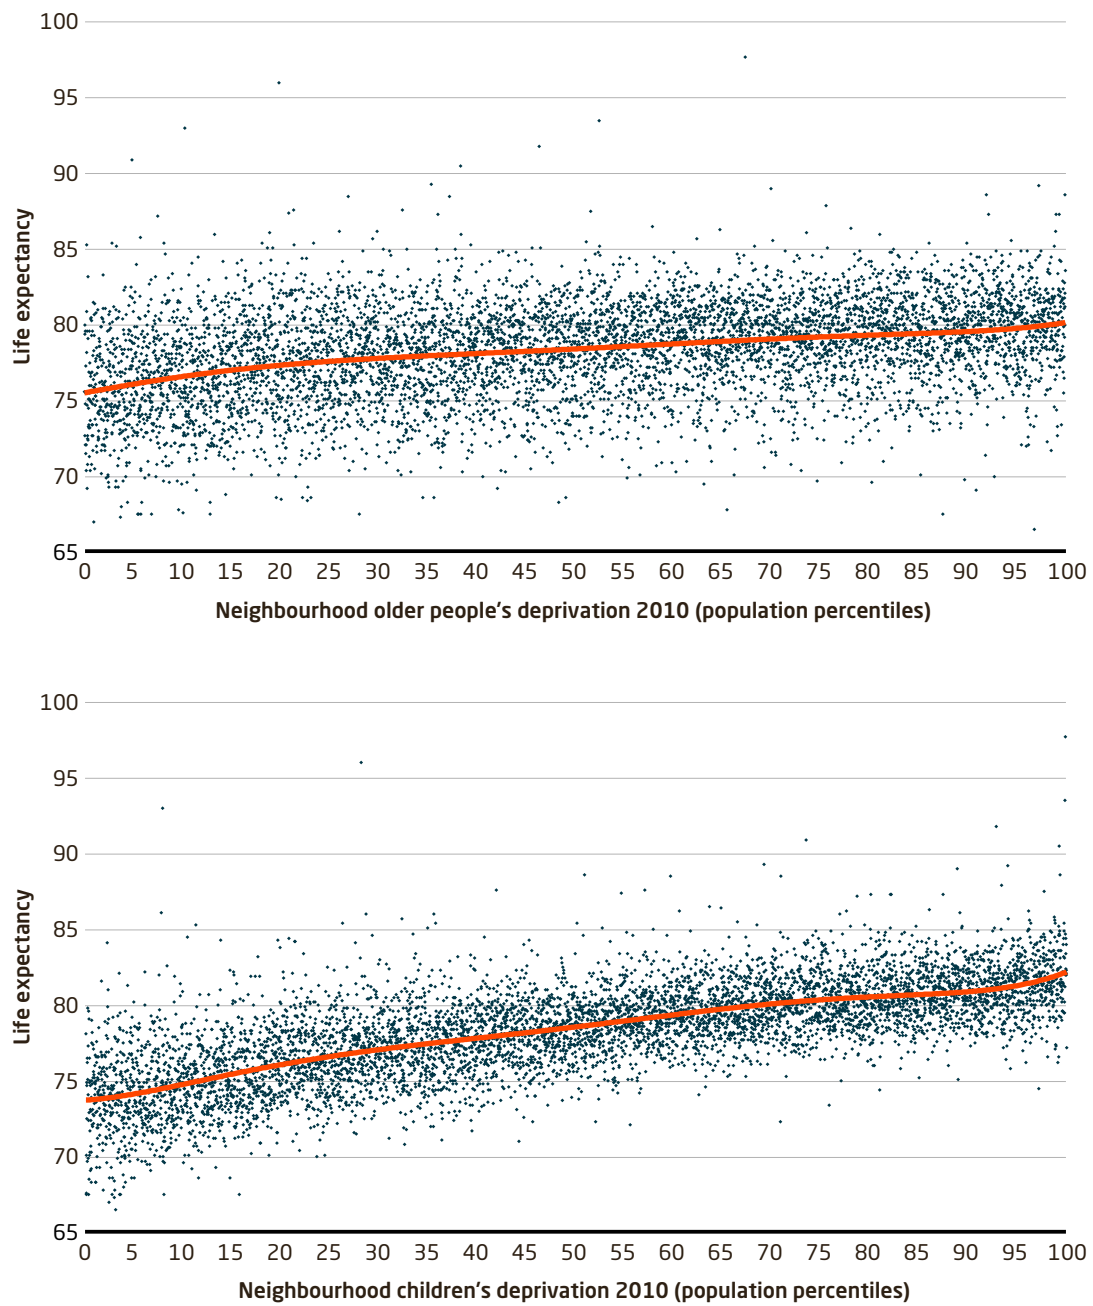 100
95
90
85
80
75
70
65
Life expectancy
0 5 10 15 20 25 30 35 40 45 50 55 60 65 70 75 80 85 90 95 100
Neighbourhood older people's deprivation 2010 (population percentiles)
100
95
90
85
80
75
70
65
Life expectancy
0 5 10 15 20 25 30 35 40 45 50 55 60 65 70 75 80 85 90 95 100
Neighbourhood children's deprivation 2010 (population percentiles)